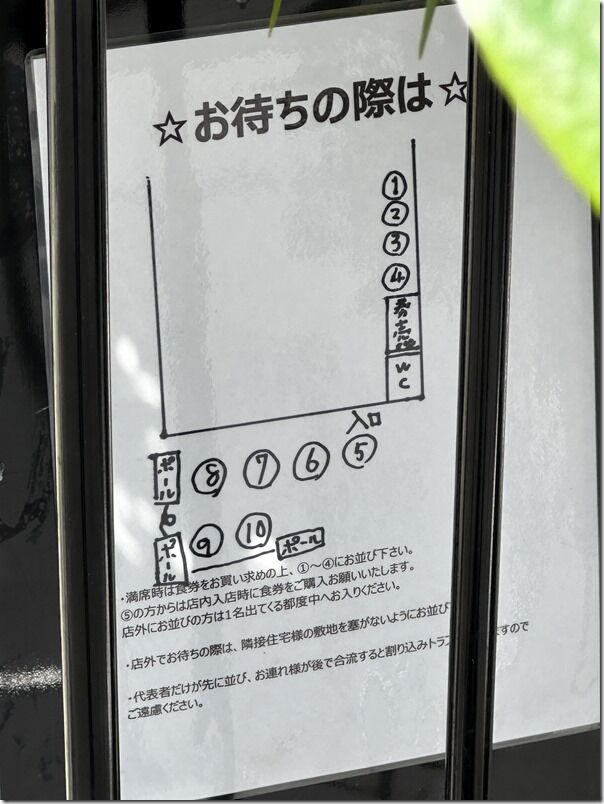 ☆お待ちの際は☆
①
②
③
④
券売機
WC
入口
ポール
⑧ ⑦ ⑥ ⑤
ポール
⑨ ⑩
ポール
・満席時は食券をお買い求めの上、①～④にお並び下さい。
⑤の方からは店内入店時に食券をご購入お願いいたします。
店外にお並びの方は1名出てくる都度中へお入りください。
・店外でお待ちの際は、隣接住宅様の敷地を塞がないようにお並び
・代表者だけが先に並び、お連れ様が後で合流すると割り込みトラ ますので
ご遠慮ください。